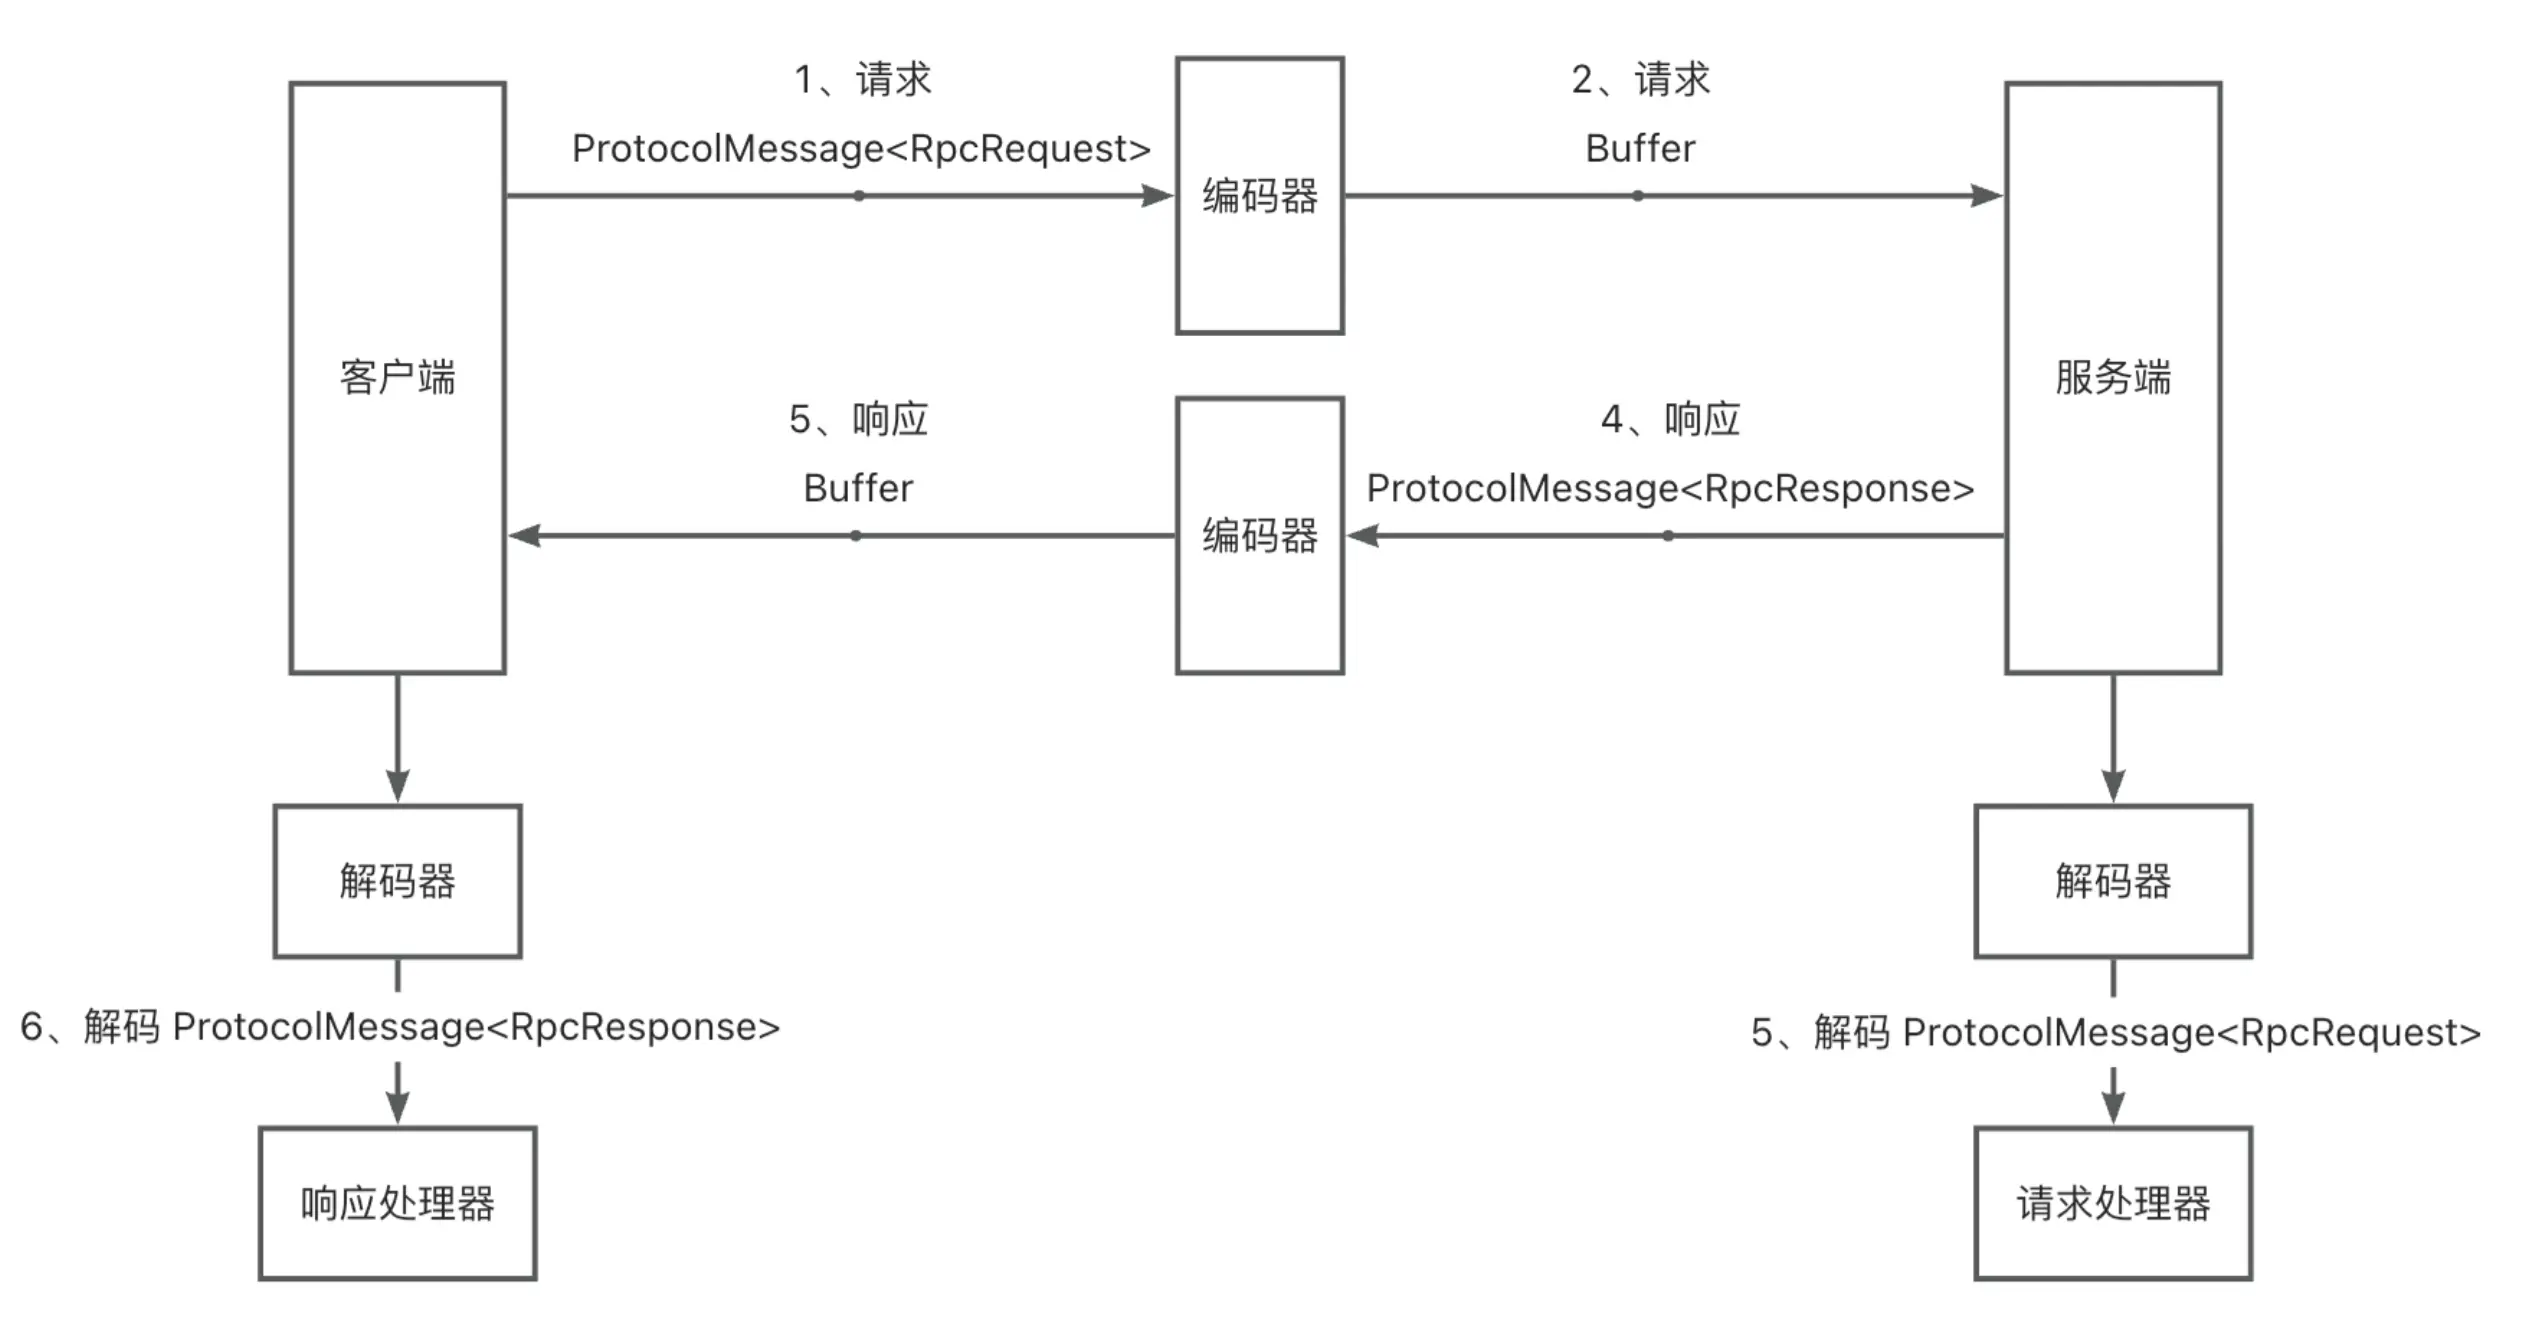 1、请求
ProtocolMessage<RpcRequest>
2、请求
Buffer
编码器
客户端
服务端
5、响应
Buffer
4、响应
ProtocolMessage<RpcResponse>
编码器
解码器
解码器
6、解码 ProtocolMessage<RpcResponse>
5、解码 ProtocolMessage<RpcRequest>
响应处理器
请求处理器